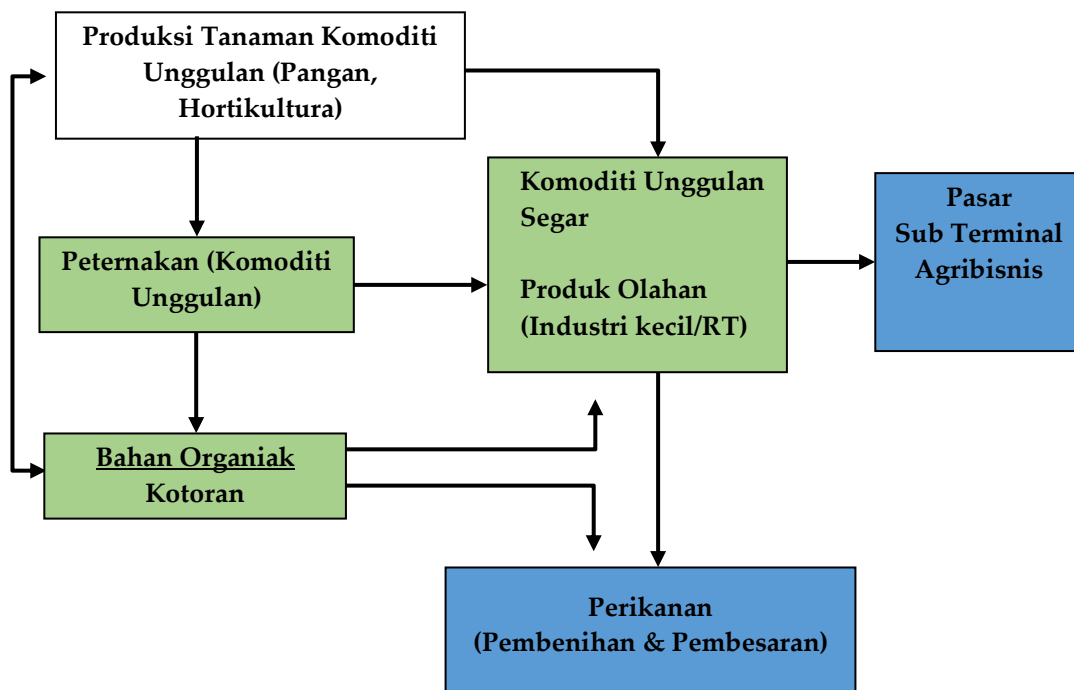 Produksi Tanaman Komoditi
Unggulan (Pangan,
Hortikultura)
Komoditi Unggulan
Segar
Produk Olahan
(Industri kecil/RT)
Pasar
Sub Terminal
Agribisnis
Peternakan (Komoditi
Unggulan)
Bahan Organiak
Kotoran
Perikanan
(Pembenihan & Pembesaran)